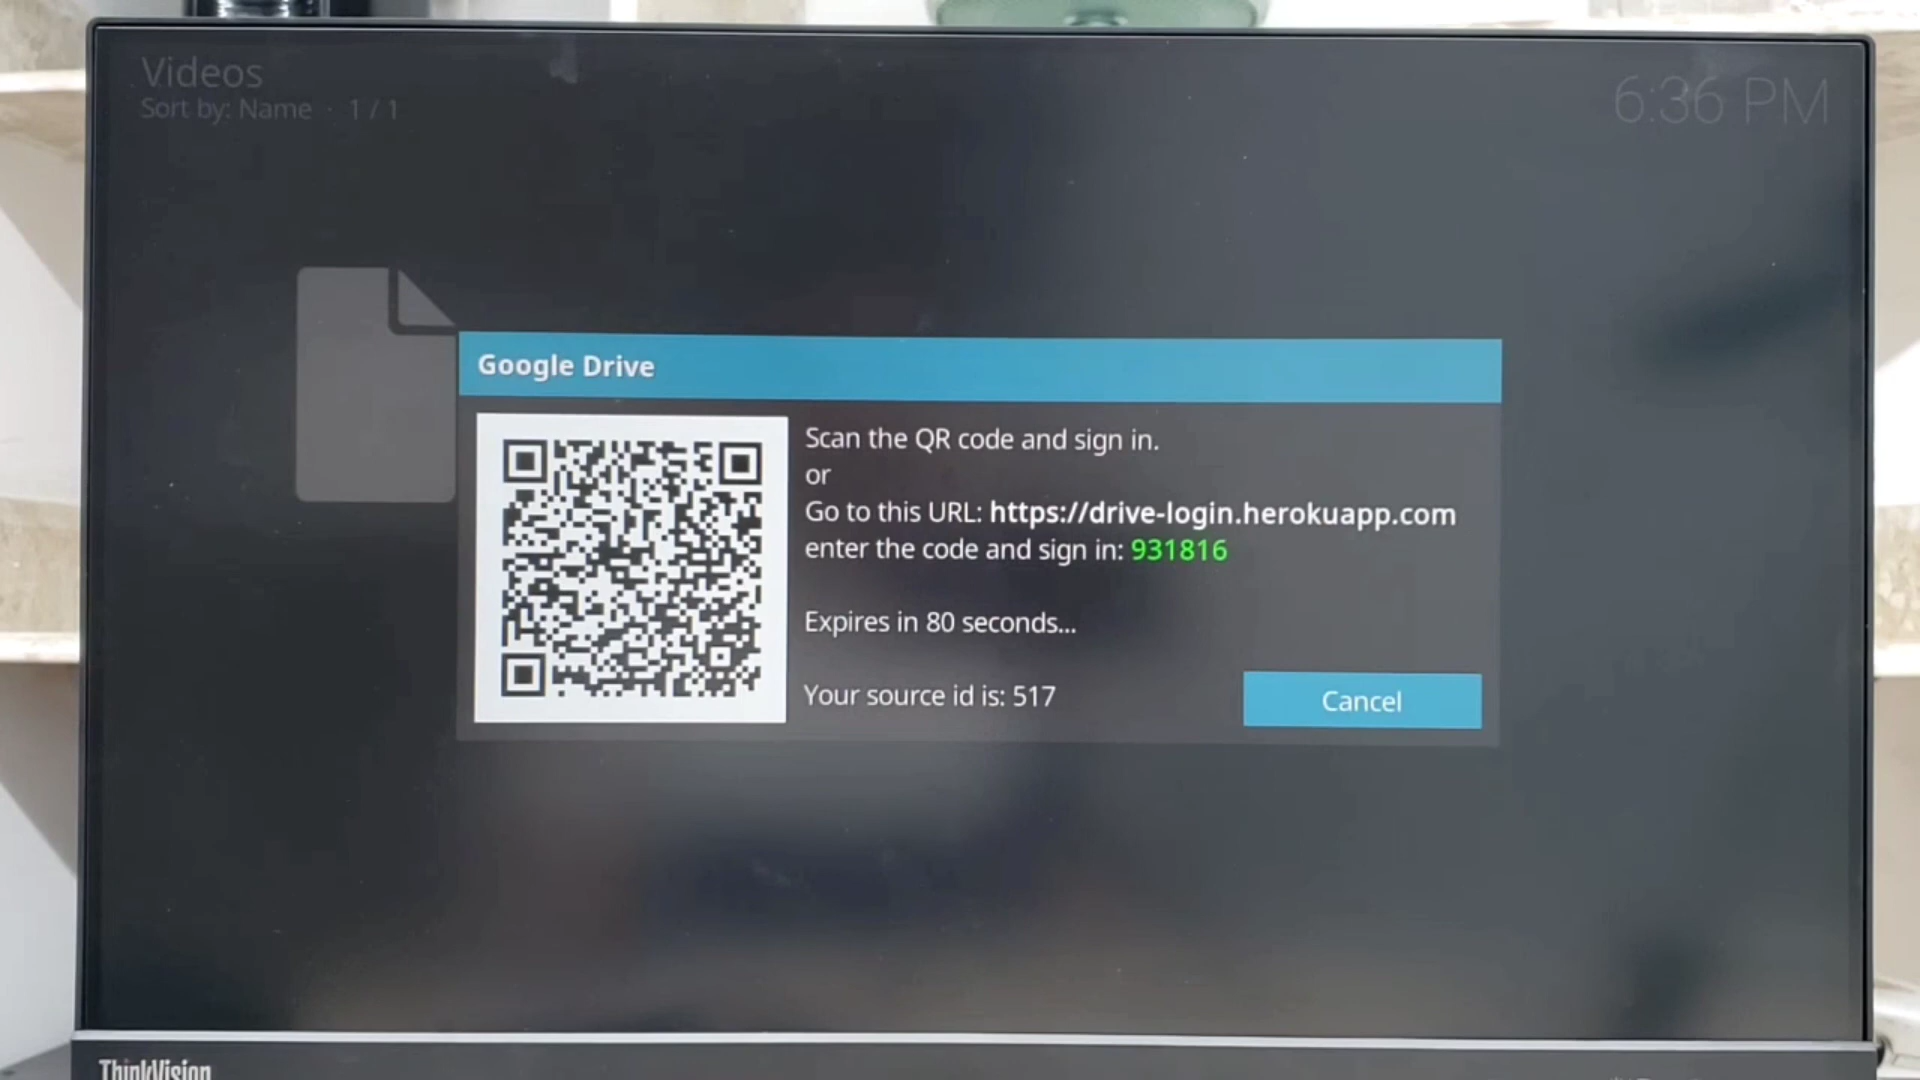 Videos
Sort by: Name · 1 / 1
6:36 PM
Google Drive
Scan the QR code and sign in.
or
Go to this URL: https://drive-login.herokuapp.com
enter the code and sign in: 931816
Expires in 80 seconds...
Your source id is: 517
Cancel
ThinkVision